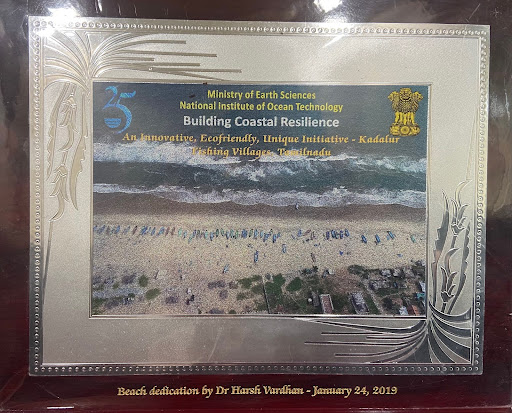 25
Ministry of Earth Sciences
National Institute of Ocean Technology
Building Coastal Resilience
An Innovative, Ecofriendly, Unique Initiative - Kadalur
Fishing Villages, Tamilnadu
Beach dedication by Dr Harsh Vardhan - January 24, 2019